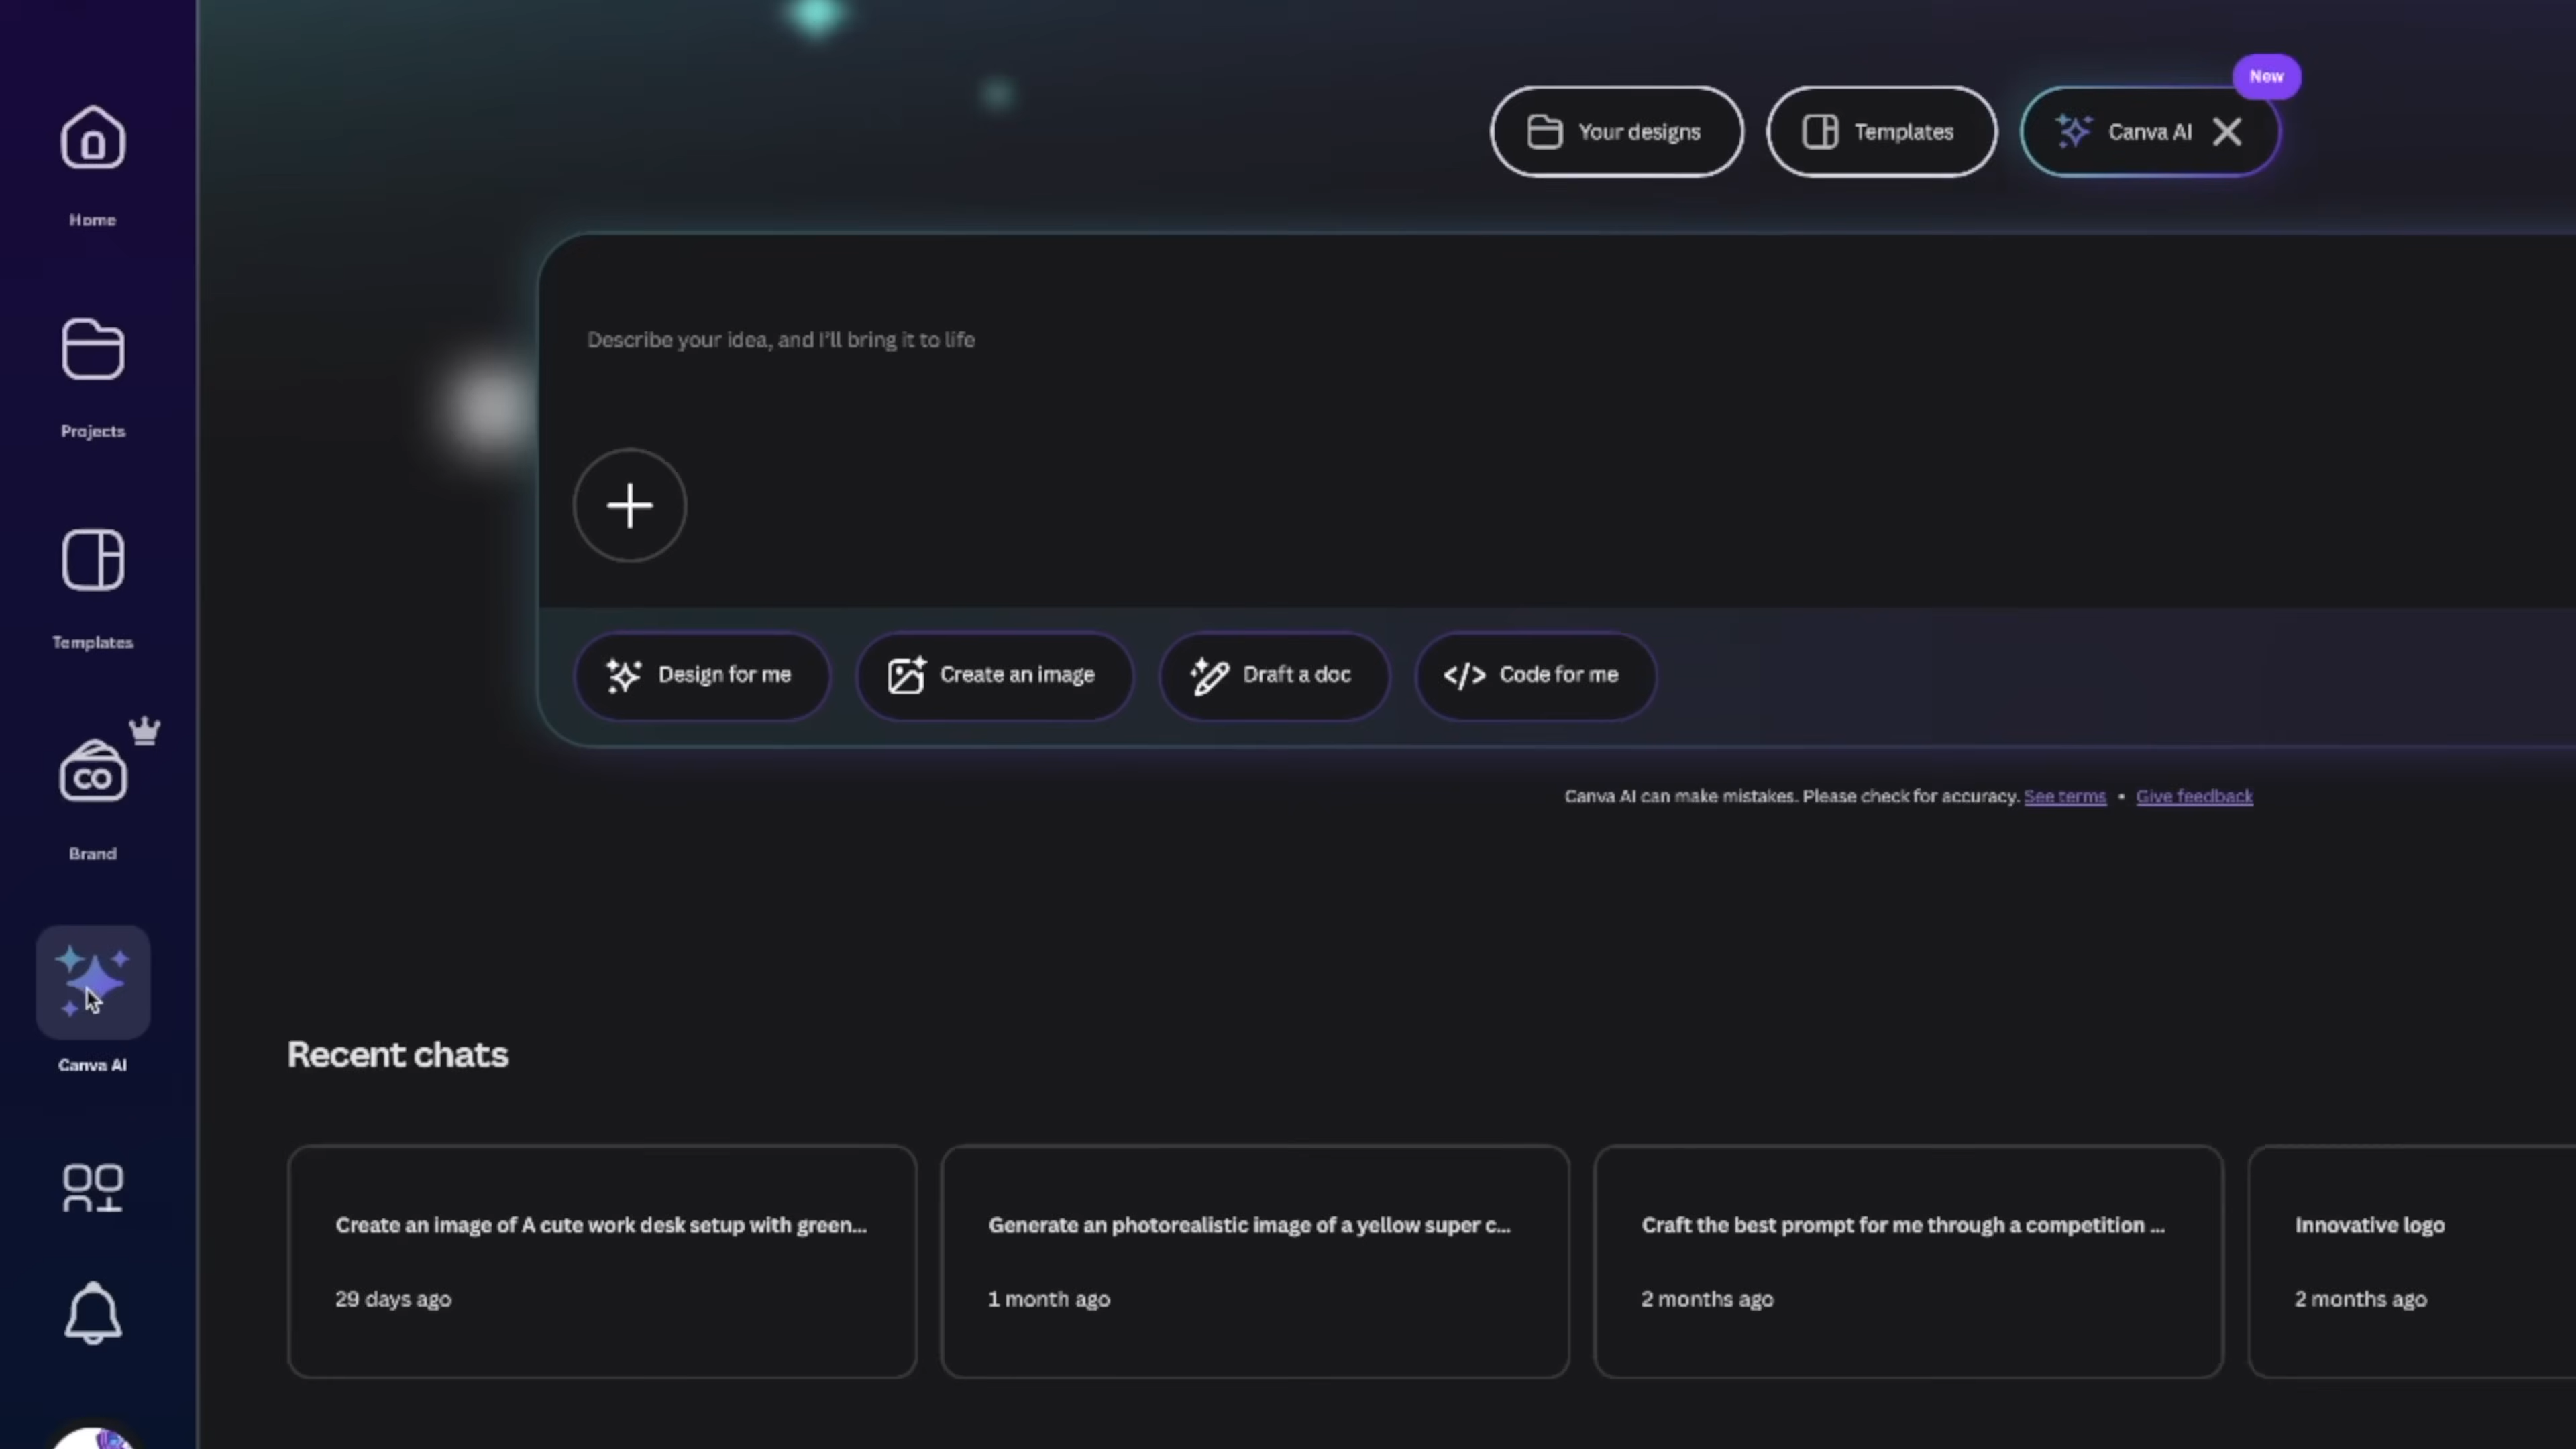 New
Your designs
Templates
Canva AI
Home
Describe your idea, and I'll bring it to life
Projects
Templates
Design for me
Create an image
Draft a doc
</> Code for me
Canva AI can make mistakes. Please check for accuracy. See terms • Give feedback
CO
Brand
Canva AI
Recent chats
Create an image of A cute work desk setup with green...
29 days ago
Generate an photorealistic image of a yellow super c...
1 month ago
Craft the best prompt for me through a competition ...
2 months ago
Innovative logo
2 months ago